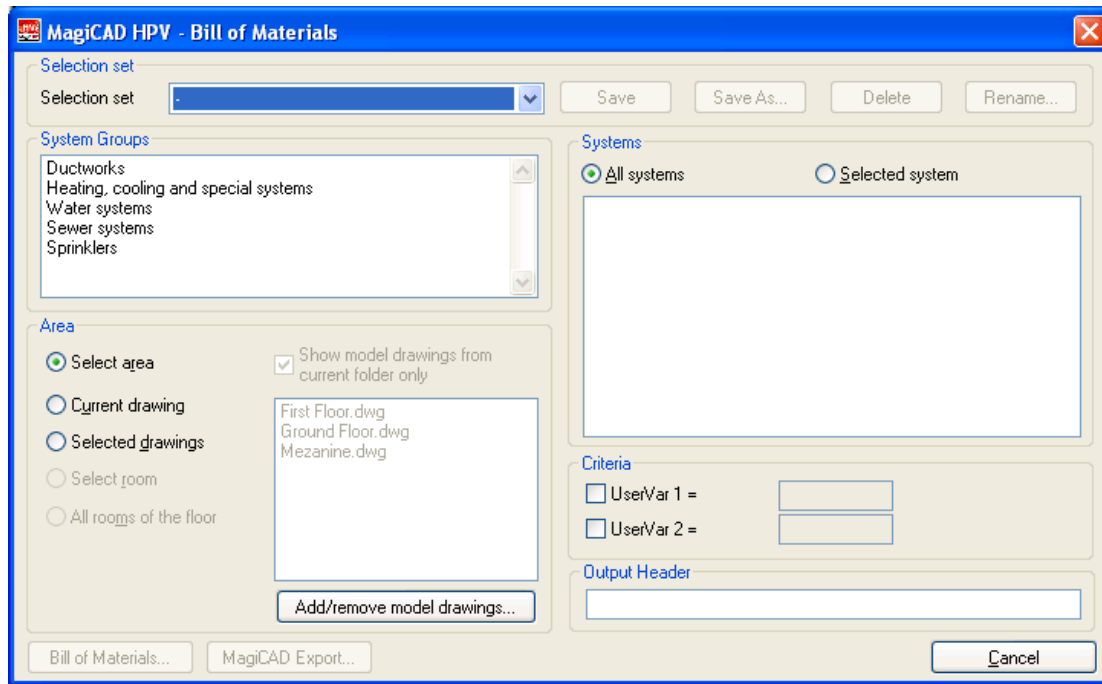 MagiCAD HPV - Bill of Materials
Selection set
Selection set
-
Save
Save As...
Delete
Rename...
System Groups
Ductworks
Heating, cooling and special systems
Water systems
Sewer systems
Sprinklers
Systems
All systems
Selected system
Area
Select area
Current drawing
Selected drawings
Select room
All rooms of the floor
Show model drawings from
current folder only
First Floor.dwg
Ground Floor.dwg
Mezanine.dwg
Add/remove model drawings...
Criteria
UserVar 1 =
UserVar 2 =
Output Header
Bill of Materials...
MagiCAD Export...
Cancel